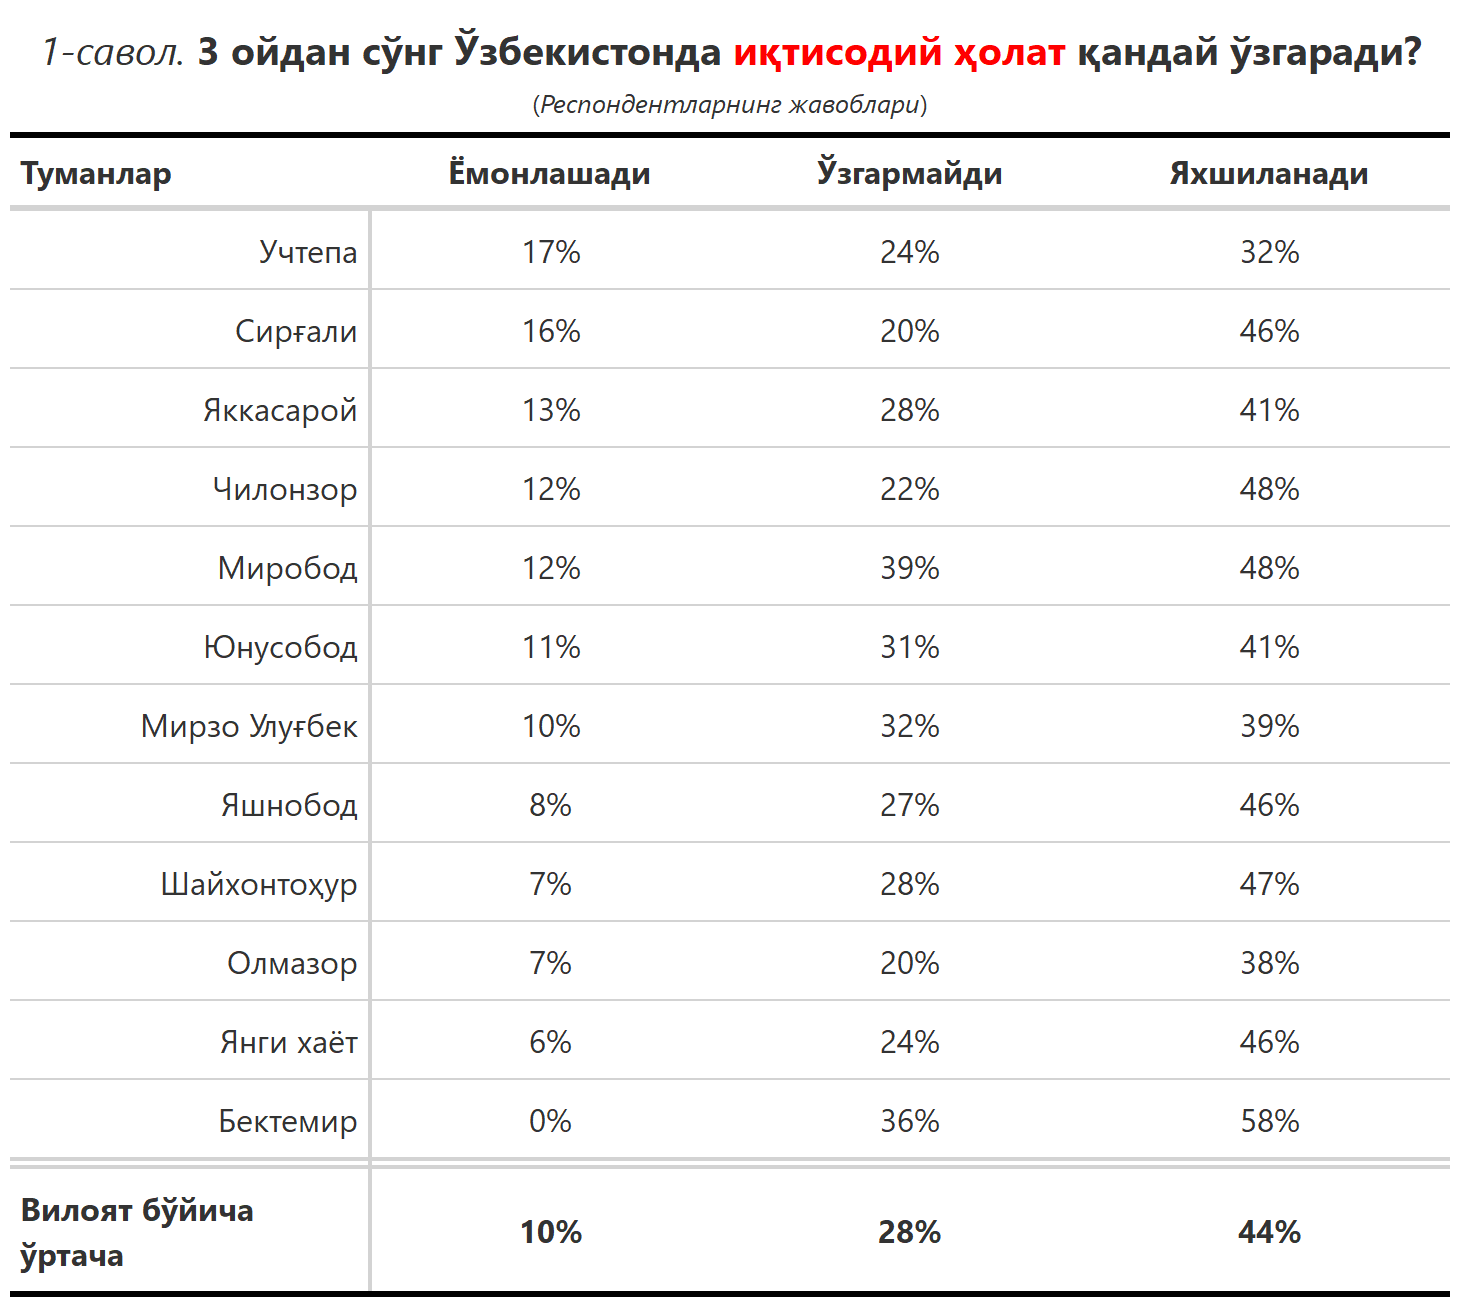 1-савол. 3 ойдан сўнг Ўзбекистонда иқтисодий ҳолат қандай ўзгаради?
(Респондентларнинг жавоблари)
Туманлар Ёмонлашади Ўзгармайди Яхшиланади
Учтепа 17% 24% 32%
Сирғали 16% 20% 46%
Яккасарой 13% 28% 41%
Чилонзор 12% 22% 48%
Миробод 12% 39% 48%
Юнусобод 11% 31% 41%
Мирзо Улуғбек 10% 32% 39%
Яшнобод 8% 27% 46%
Шайхонтоҳур 7% 28% 47%
Олмазор 7% 20% 38%
Янги хаёт 6% 24% 46%
Бектемир 0% 36% 58%
Вилоят бўйича
ўртача 10% 28% 44%